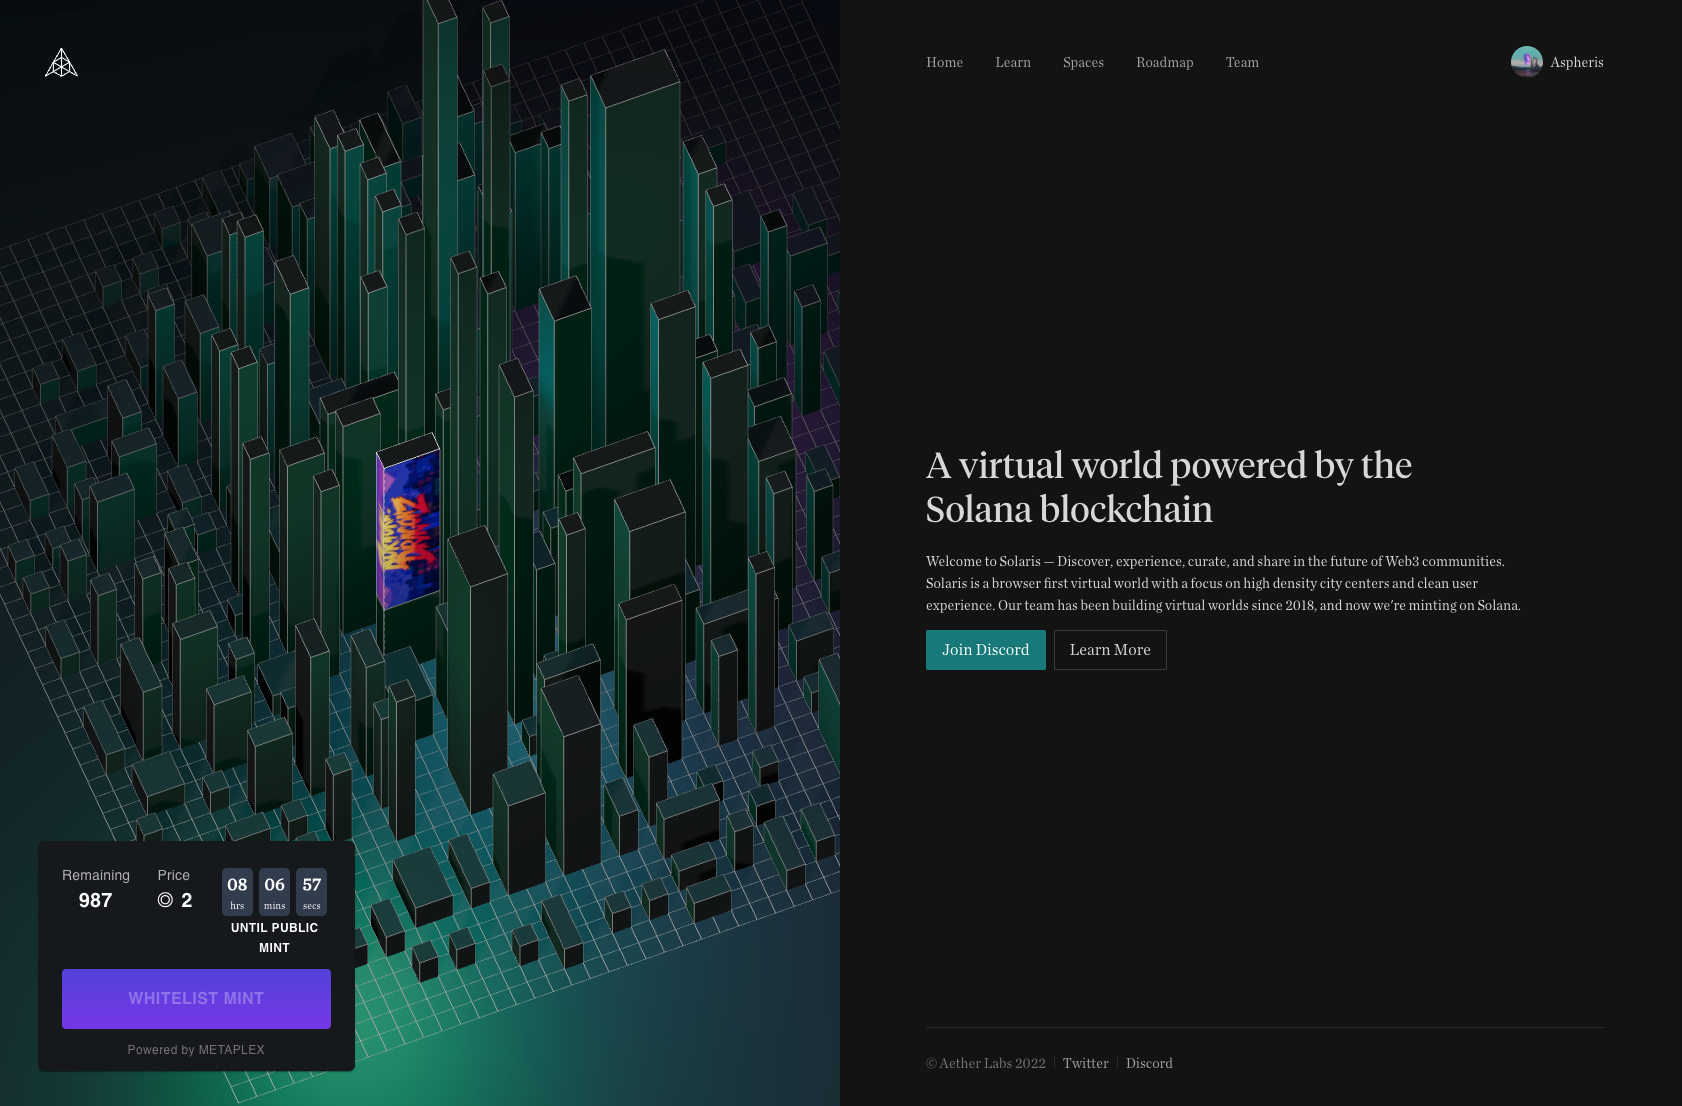 Home Learn Spaces Roadmap Team
Aspheris
A virtual world powered by the
Solana blockchain
Welcome to Solaris — Discover, experience, curate, and share in the future of Web3 communities.
Solaris is a browser first virtual world with a focus on high density city centers and clean user
experience. Our team has been building virtual worlds since 2018, and now we're minting on Solana.
Join Discord Learn More
Remaining
987
Price
2
08 06 57
hrs mins secs
UNTIL PUBLIC
MINT
WHITELIST MINT
Powered by METAPLEX
© Aether Labs 2022 Twitter Discord